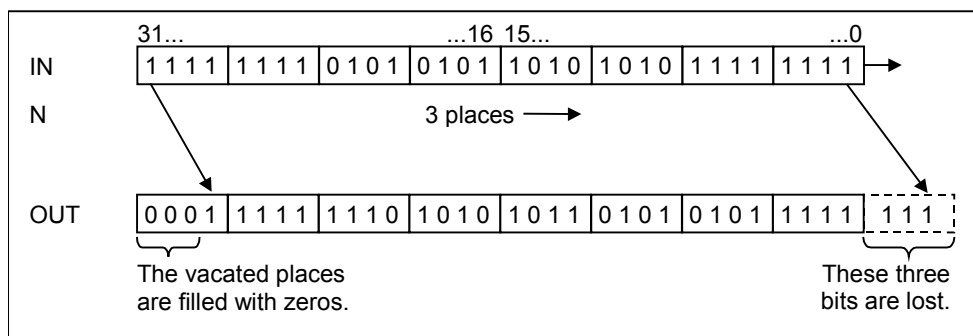 31... ...16 15... ...0
IN 1 1 1 1 1 1 1 1 0 1 0 1 0 1 0 1 1 0 1 0 1 0 1 0 1 1 1 1 1 1 1 1
N 3 places
OUT 0 0 0 1 1 1 1 1 1 1 1 0 1 0 1 0 1 0 1 1 0 1 0 1 0 1 0 1 1 1 1 1 1 1 1
The vacated places These three
are filled with zeros. bits are lost.